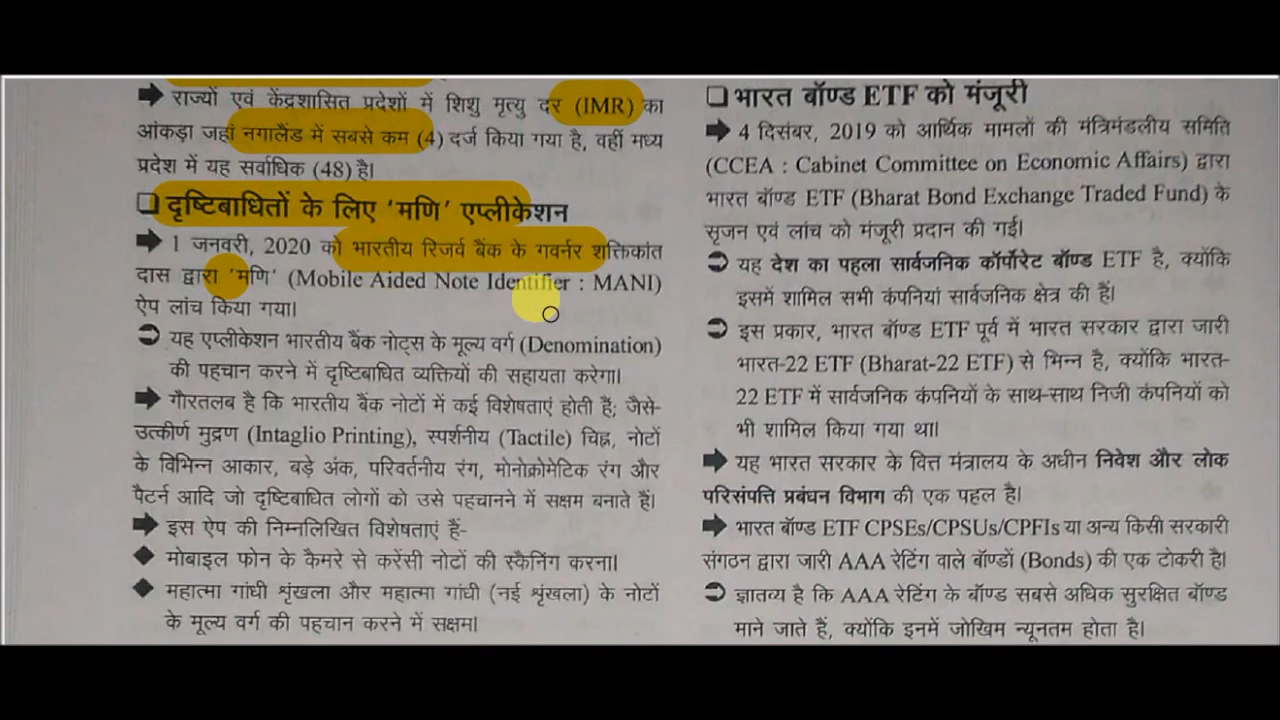 ➡ राज्यों एवं केंद्रशासित प्रदेशों में शिशु मृत्यु दर (IMR) का
आंकड़ा जहां नगालैंड में सबसे कम (4) दर्ज किया गया है, वहीं मध्य
प्रदेश में यह सर्वाधिक (48) है।
❑ दृष्टिबाधितों के लिए 'मणि' एप्लीकेशन
➡ 1 जनवरी, 2020 को भारतीय रिजर्व बैंक के गवर्नर शक्तिकांत
दास द्वारा 'मणि' (Mobile Aided Note Identifier : MANI)
ऐप लांच किया गया।
➲ यह एप्लीकेशन भारतीय बैंक नोट्स के मूल्य वर्ग (Denomination)
की पहचान करने में दृष्टिबाधित व्यक्तियों की सहायता करेगा।
➡ गौरतलब है कि भारतीय बैंक नोटों में कई विशेषताएं होती हैं; जैसे-
उत्कीर्ण मुद्रण (Intaglio Printing), स्पर्शनीय (Tactile) चिह्न, नोटों
के विभिन्न आकार, बड़े अंक, परिवर्तनीय रंग, मोनोक्रोमेटिक रंग और
पैटर्न आदि जो दृष्टिबाधित लोगों को उसे पहचानने में सक्षम बनाते हैं।
➡ इस ऐप की निम्नलिखित विशेषताएं हैं-
◆ मोबाइल फोन के कैमरे से करेंसी नोटों की स्कैनिंग करना।
◆ महात्मा गांधी शृंखला और महात्मा गांधी (नई शृंखला) के नोटों
के मूल्य वर्ग की पहचान करने में सक्षम।
❑ भारत बॉण्ड ETF को मंजूरी
➡ 4 दिसंबर, 2019 को आर्थिक मामलों की मंत्रिमंडलीय समिति
(CCEA : Cabinet Committee on Economic Affairs) द्वारा
भारत बॉण्ड ETF (Bharat Bond Exchange Traded Fund) के
सृजन एवं लांच को मंजूरी प्रदान की गई।
➲ यह देश का पहला सार्वजनिक कॉर्पोरेट बॉण्ड ETF है, क्योंकि
इसमें शामिल सभी कंपनियां सार्वजनिक क्षेत्र की हैं।
➲ इस प्रकार, भारत बॉण्ड ETF पूर्व में भारत सरकार द्वारा जारी
भारत-22 ETF (Bharat-22 ETF) से भिन्न है, क्योंकि भारत-
22 ETF में सार्वजनिक कंपनियों के साथ-साथ निजी कंपनियों को
भी शामिल किया गया था।
➡ यह भारत सरकार के वित्त मंत्रालय के अधीन निवेश और लोक
परिसंपत्ति प्रबंधन विभाग की एक पहल है।
➡ भारत बॉण्ड ETF CPSEs/CPSUs/CPFIs या अन्य किसी सरकारी
संगठन द्वारा जारी AAA रेटिंग वाले बॉण्डों (Bonds) की एक टोकरी है।
➲ ज्ञातव्य है कि AAA रेटिंग के बॉण्ड सबसे अधिक सुरक्षित बॉण्ड
माने जाते हैं, क्योंकि इनमें जोखिम न्यूनतम होता है।